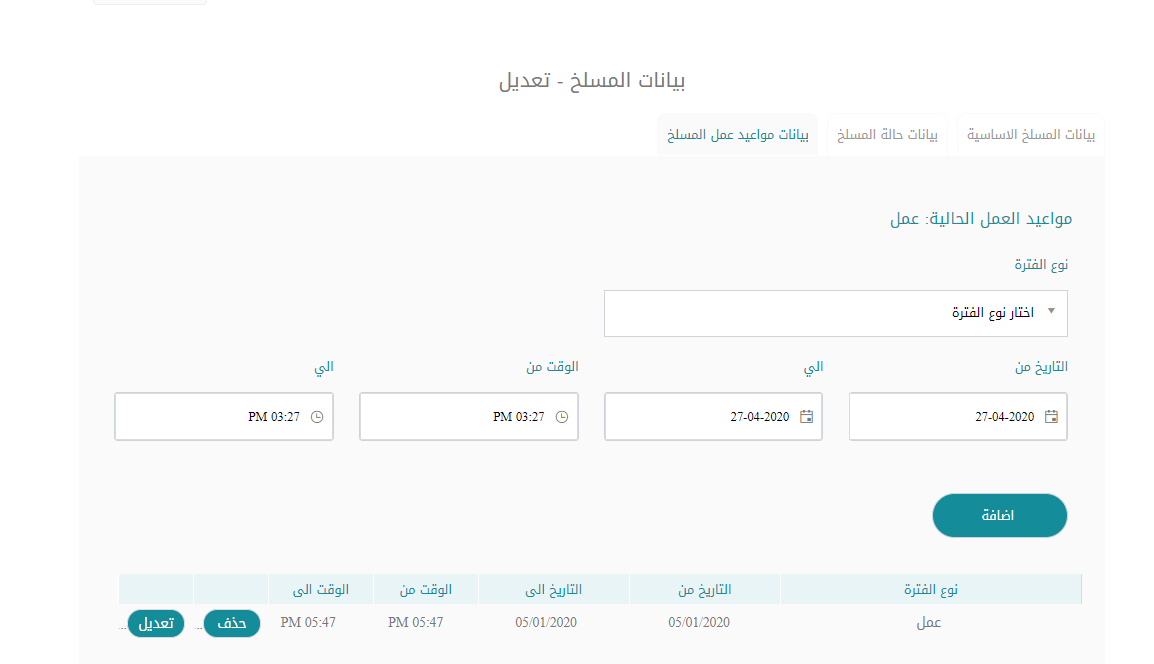 بيانات المسلخ - تعديل
بيانات المسلخ الاساسية بيانات حالة المسلخ بيانات مواعيد عمل المسلخ
مواعيد العمل الحالية: عمل
نوع الفترة
اختار نوع الفترة
التاريخ من الي الوقت من الي
27-04-2020 27-04-2020 03:27 PM 03:27 PM
اضافة
نوع الفترة التاريخ من التاريخ الى الوقت من الوقت الى
عمل 05/01/2020 05/01/2020 05:47 PM 05:47 PM حذف ... تعديل ...